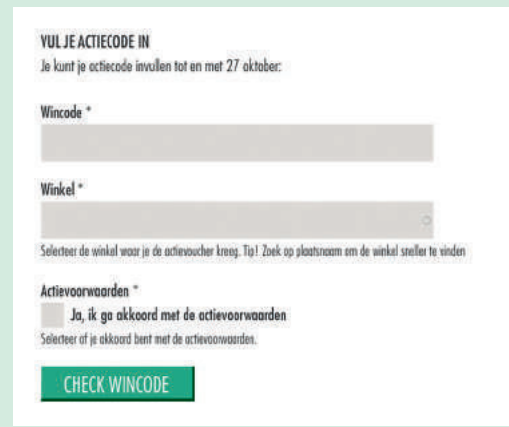 VUL JE ACTIECODE IN
Je kunt je actiecode invullen tot en met 27 oktober:
Wincode *
Winkel *
Selecteer de winkel waar je de actievoucher kreeg. Tip! Zoek op plaatsnaam om de winkel sneller te vinden
Actievoorwaarden *
Ja, ik ga akkoord met de actievoorwaarden
Selecteer of je akkoord bent met de actievoorwaarden.
CHECK WINCODE